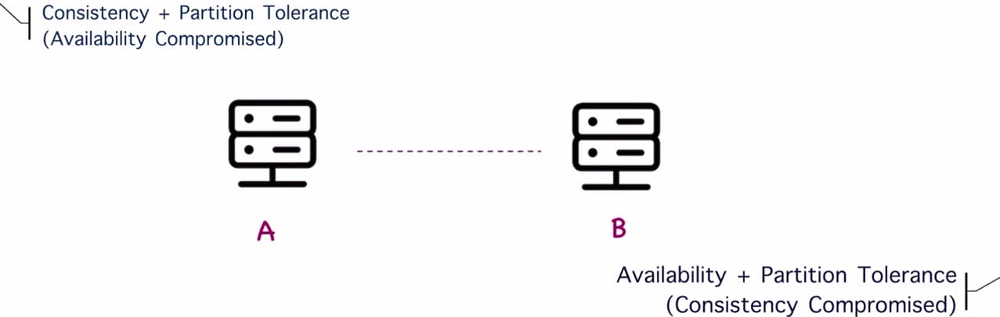 Consistency + Partition Tolerance
(Availability Compromised)
A
B
Availability + Partition Tolerance
(Consistency Compromised)